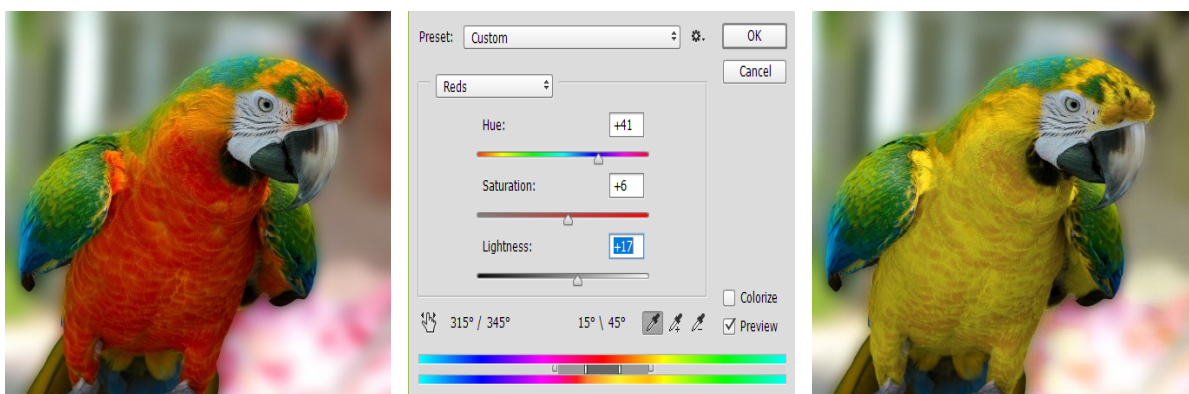 Preset: Custom OK
Cancel
Reds
Hue: +41
Saturation: +6
Lightness: +17
Colorize
315° / 345° 15° \ 45° Preview